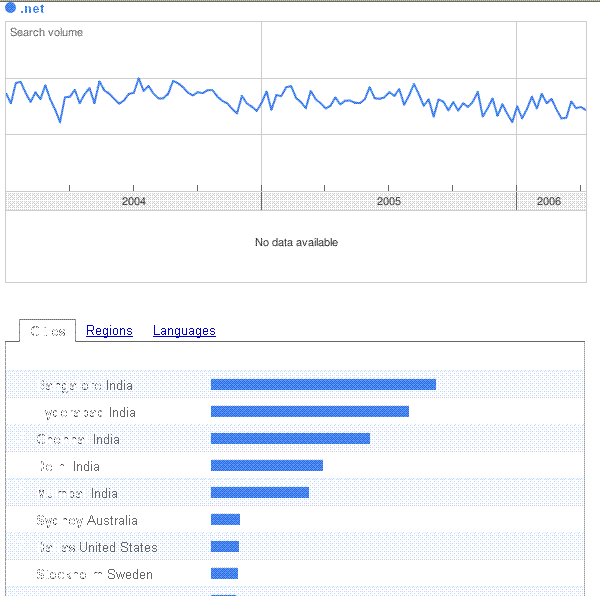 .net
Search volume
2004 2005 2006
No data available
Cities Regions Languages
Bangalore India
Hyderabad India
Chennai India
Delhi India
Mumbai India
Sydney Australia
Dallas United States
Stockholm Sweden